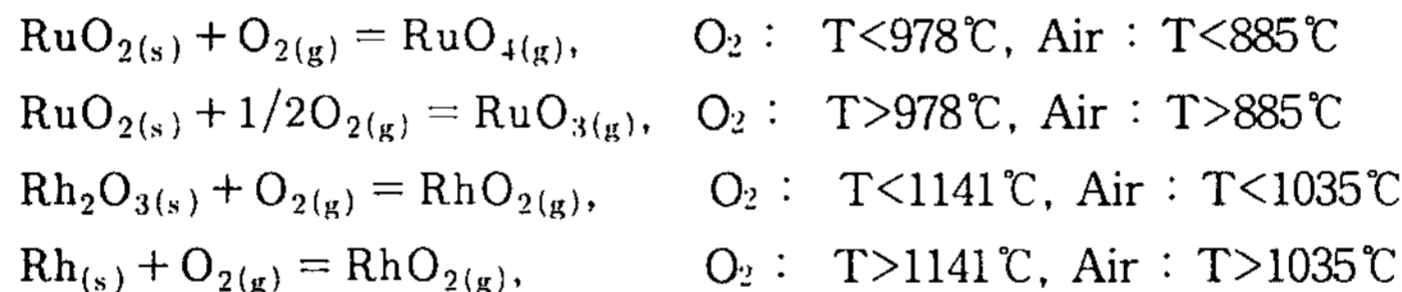 RuO₂(s) + O₂(g) = RuO₄(g), O₂ : T<978℃, Air : T<885℃
RuO₂(s) + 1/2O₂(g) = RuO₃(g), O₂ : T>978℃, Air : T>885℃
Rh₂O₃(s) + O₂(g) = RhO₂(g), O₂ : T<1141℃, Air : T<1035℃
Rh(s) + O₂(g) = RhO₂(g), O₂ : T>1141℃, Air : T>1035℃